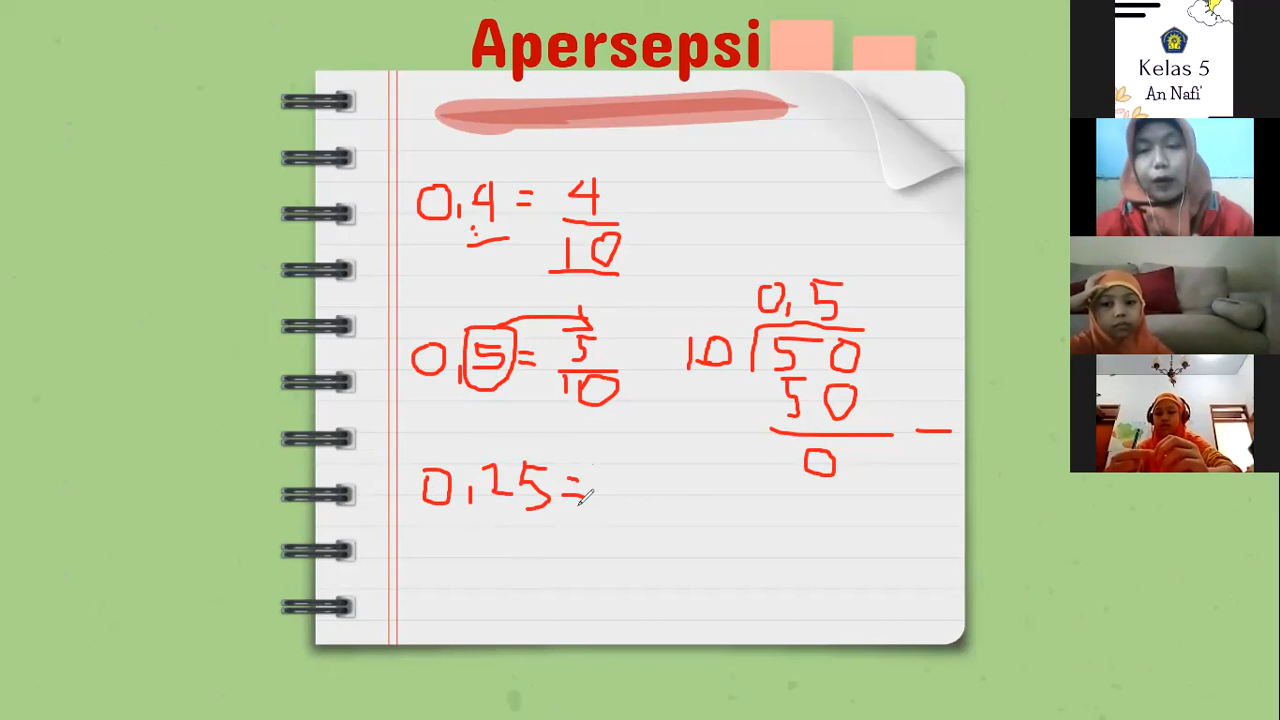 Apersepsi
0,4 = 4
10
0,5 = 5
10
0,5
10 50
50 –
0
0,25 =
Kelas 5
An Nafi'